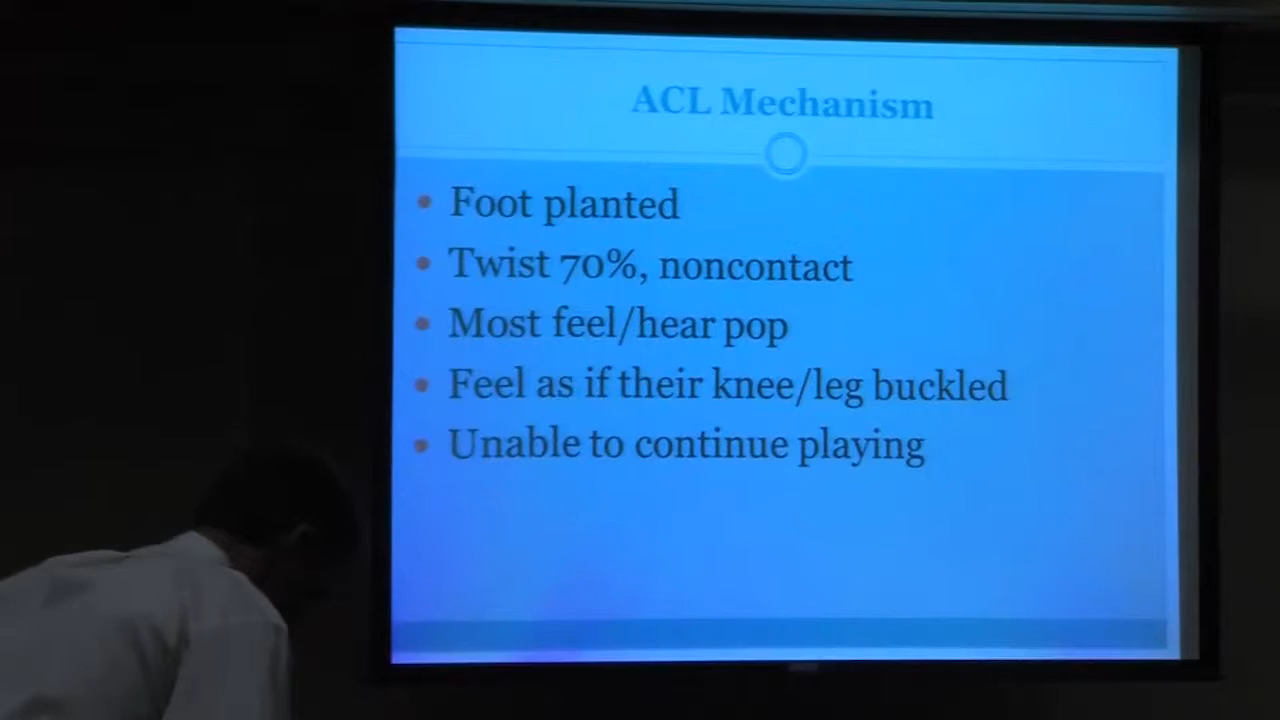 ACL Mechanism
• Foot planted
• Twist 70%, noncontact
• Most feel/hear pop
• Feel as if their knee/leg buckled
• Unable to continue playing